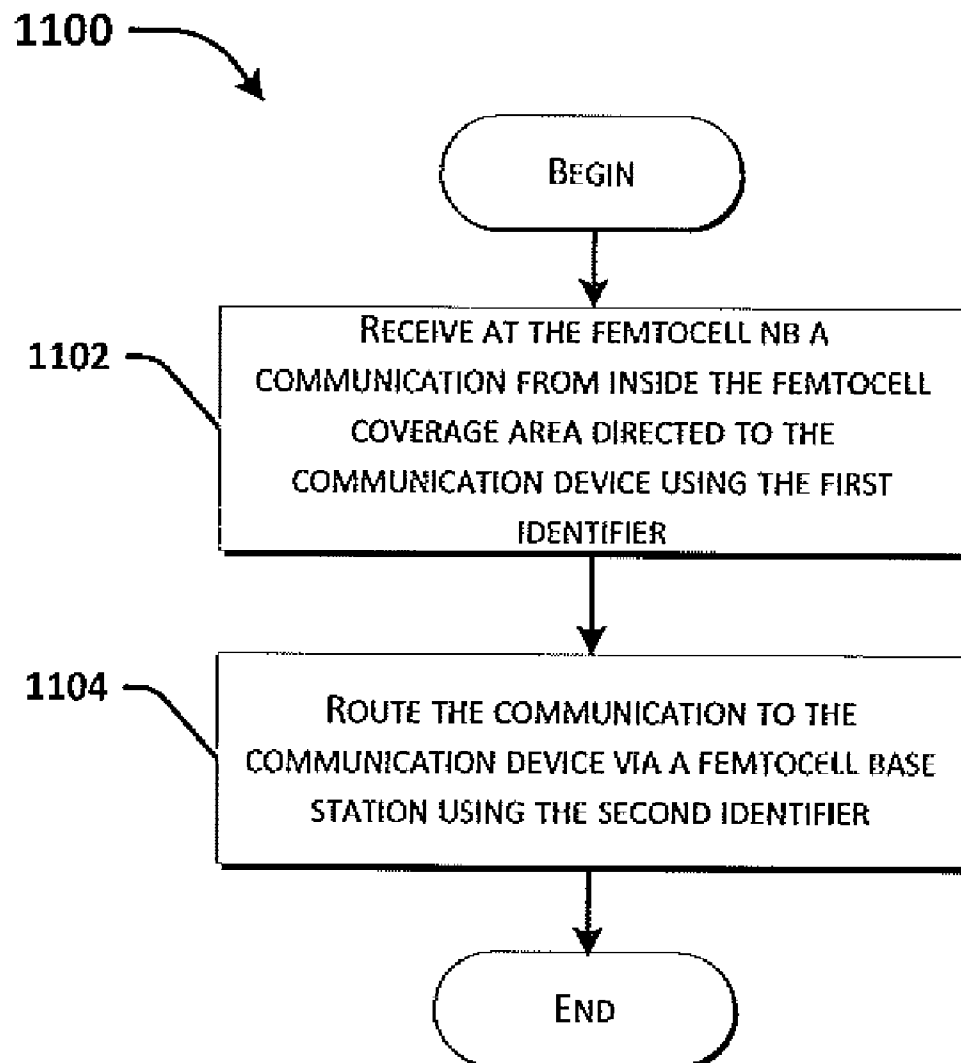 1100
BEGIN
1102
RECEIVE AT THE FEMTOCELL NB A
COMMUNICATION FROM INSIDE THE FEMTOCELL
COVERAGE AREA DIRECTED TO THE
COMMUNICATION DEVICE USING THE FIRST
IDENTIFIER
1104
ROUTE THE COMMUNICATION TO THE
COMMUNICATION DEVICE VIA A FEMTOCELL BASE
STATION USING THE SECOND IDENTIFIER
END